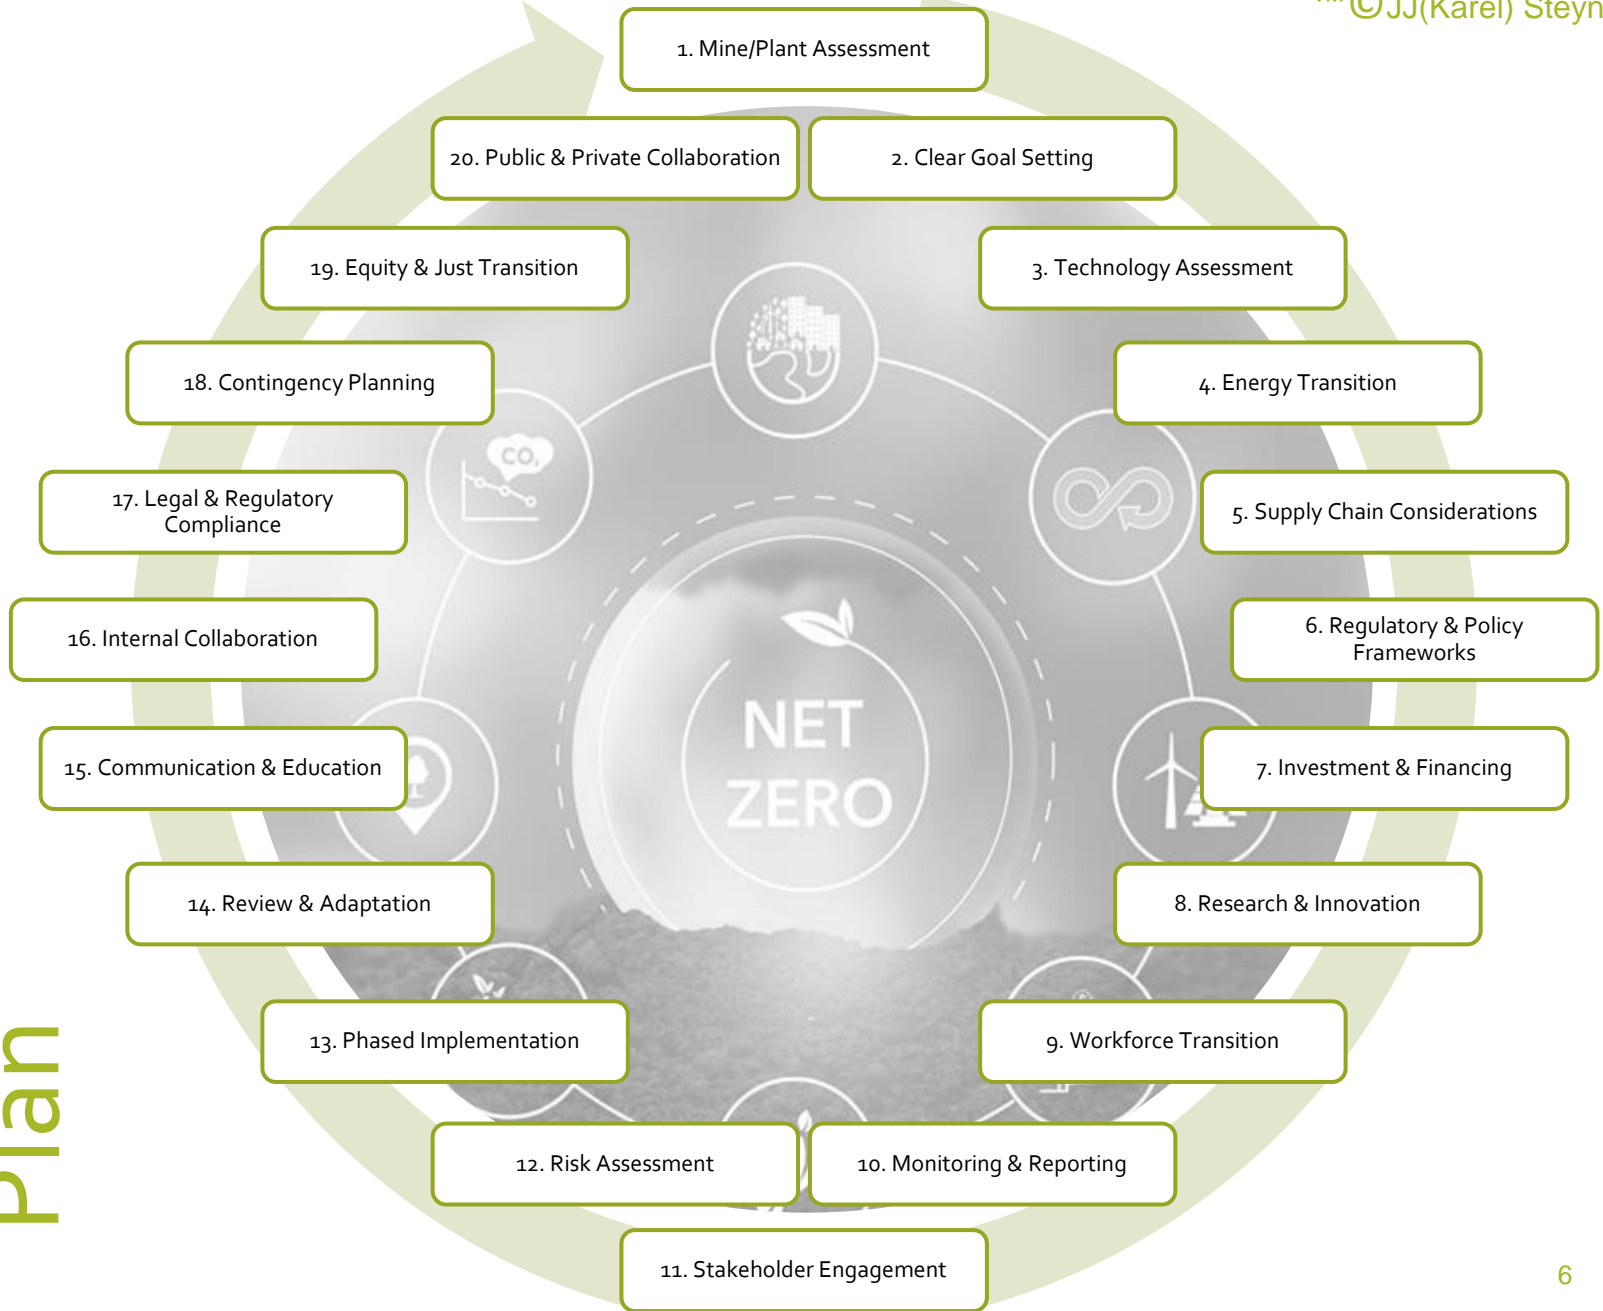 ©JJ(Karel) Steyn
1. Mine/Plant Assessment
20. Public & Private Collaboration
2. Clear Goal Setting
19. Equity & Just Transition
3. Technology Assessment
18. Contingency Planning
4. Energy Transition
CO₂
17. Legal & Regulatory
Compliance
5. Supply Chain Considerations
16. Internal Collaboration
6. Regulatory & Policy
Frameworks
NET
ZERO
15. Communication & Education
7. Investment & Financing
14. Review & Adaptation
8. Research & Innovation
13. Phased Implementation
9. Workforce Transition
12. Risk Assessment
10. Monitoring & Reporting
11. Stakeholder Engagement
Plan
6